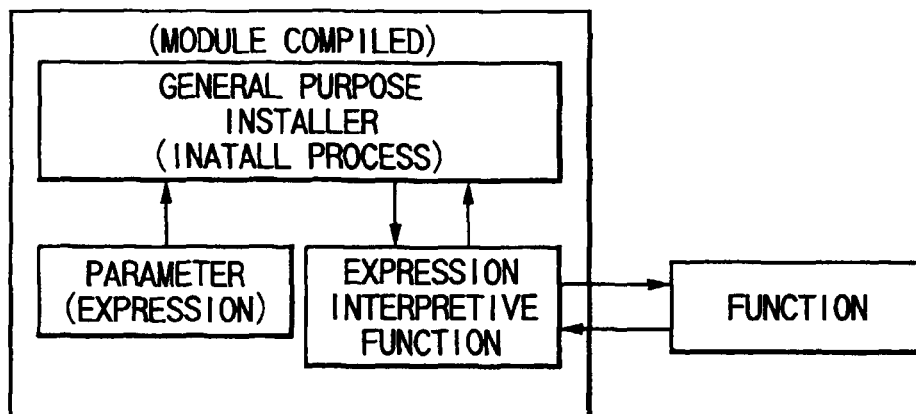 (MODULE COMPILED)
GENERAL PURPOSE
INSTALLER
(INATALL PROCESS)
PARAMETER
(EXPRESSION)
EXPRESSION
INTERPRETIVE
FUNCTION
FUNCTION